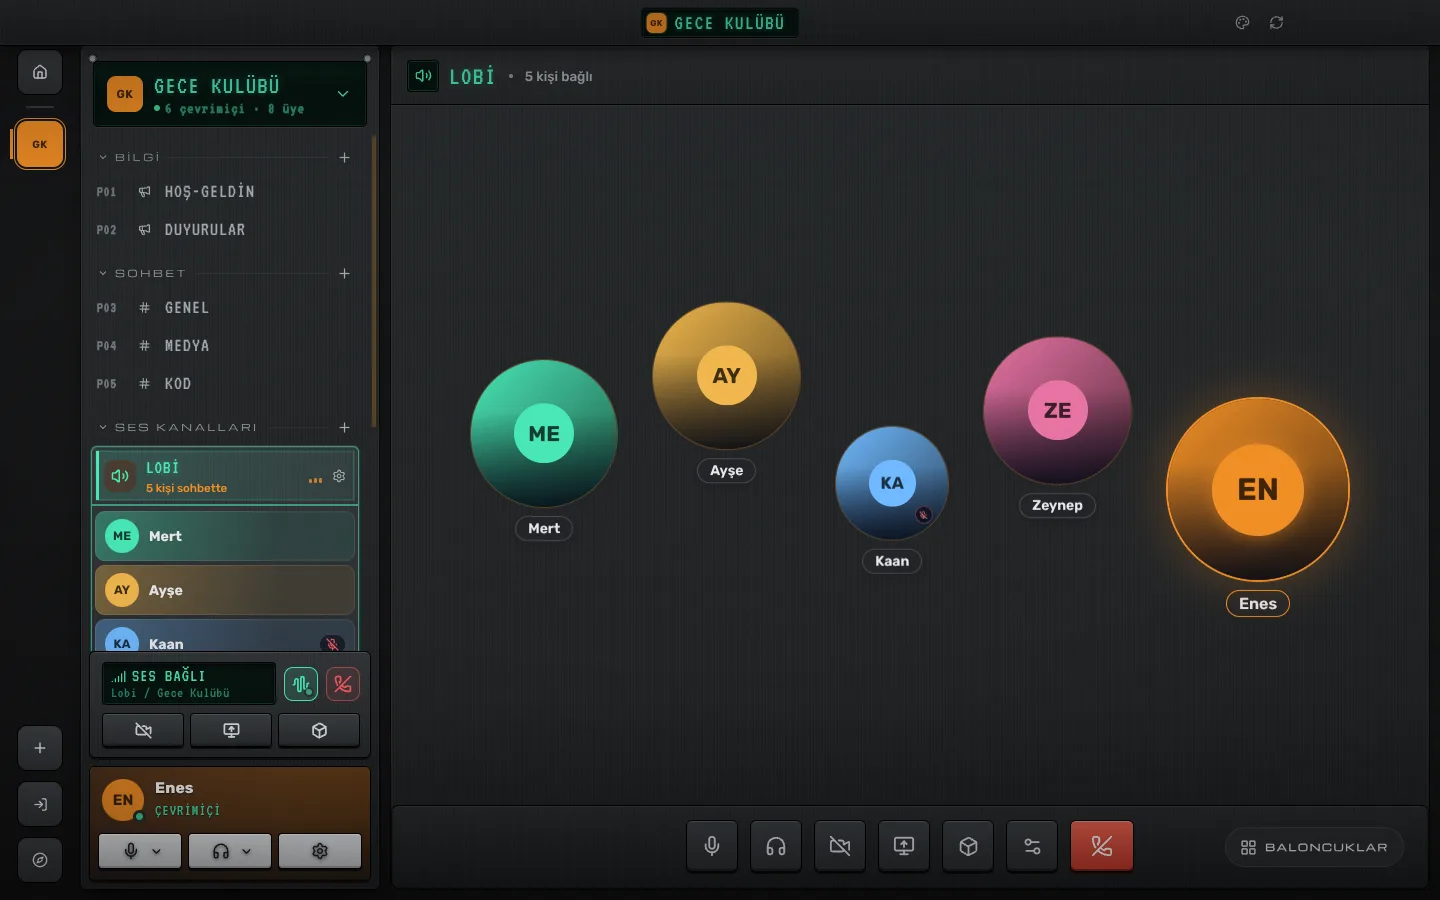 GK GECE KULÜBÜ
GK
GK
GECE KULÜBÜ
6 çevrimiçi · 8 üye
BİLGİ
P01 HOŞ-GELDİN
P02 DUYURULAR
SOHBET
P03 # GENEL
P04 # MEDYA
P05 # KOD
SES KANALLARI
LOBİ
5 kişi sohbette
ME Mert
AY Ayşe
KA Kaan
SES BAĞLI
Lobi / Gece Kulübü
EN Enes
ÇEVRİMİÇİ
LOBİ • 5 kişi bağlı
ME
Mert
AY
Ayşe
KA
Kaan
ZE
Zeynep
EN
Enes
BALONCUKLAR